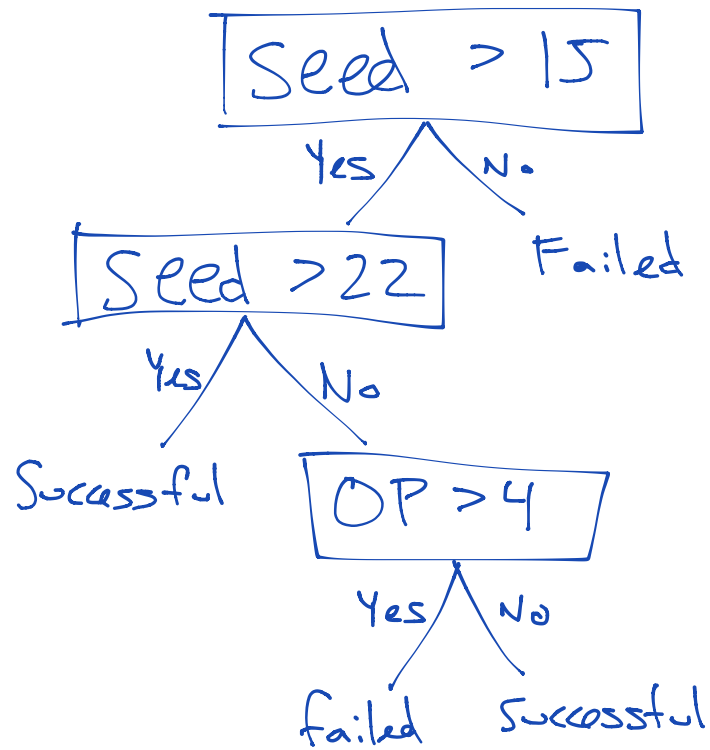 Seed > 15
Yes No
Failed
Seed > 22
Yes No
Successful
OP > 4
Yes No
failed successful